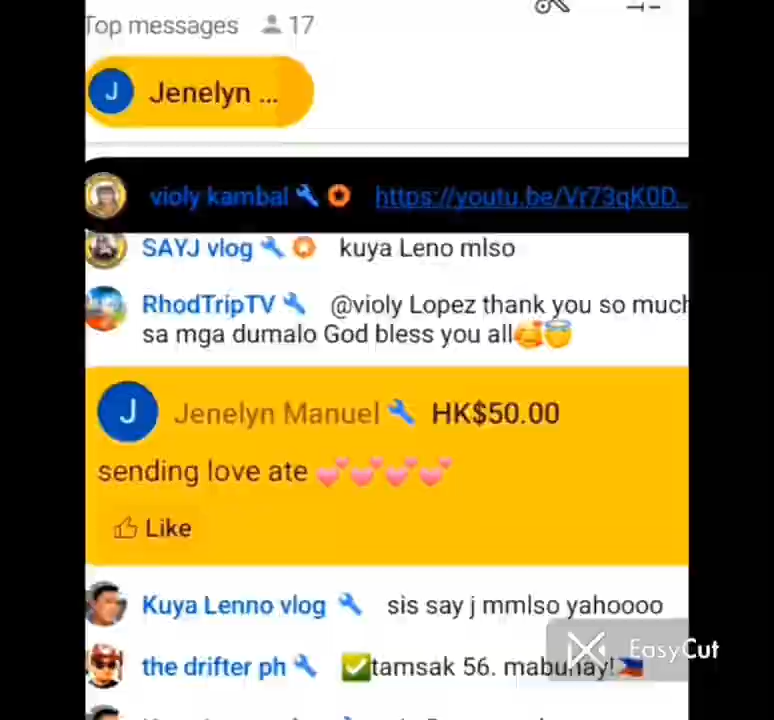 Top messages 17
J Jenelyn ...
violy kambal https://youtu.be/Vr73qK0D...
SAYJ vlog kuya Leno mlso
RhodTripTV @violy Lopez thank you so much
sa mga dumalo God bless you all🥰😇
J Jenelyn Manuel HK$50.00
sending love ate 💕💕💕💕
Like
Kuya Lenno vlog sis say j mmlso yahoooo
EasyCut
the drifter ph ✅tamsak 56. mabuhay!🇵🇭